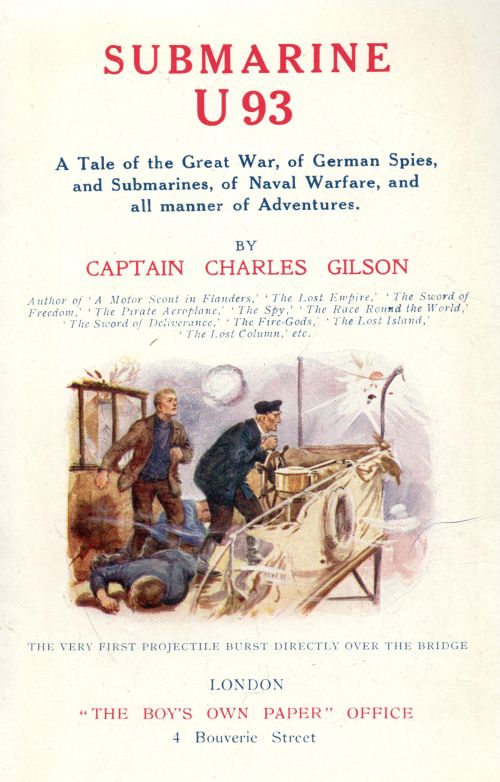 SUBMARINE
U 93
A Tale of the Great War, of German Spies,
and Submarines, of Naval Warfare, and
all manner of Adventures.
BY
CAPTAIN CHARLES GILSON
Author of 'A Motor Scout in Flanders,' 'The Lost Empire,' 'The Sword of
Freedom,' 'The Pirate Aeroplane,' 'The Spy,' 'The Race Round the World,'
'The Sword of Deliverance,' 'The Fire-Gods,' 'The Lost Island,'
'The Lost Column,' etc.
THE VERY FIRST PROJECTILE BURST DIRECTLY OVER THE BRIDGE
LONDON
"THE BOY'S OWN PAPER" OFFICE
4 Bouverie Street